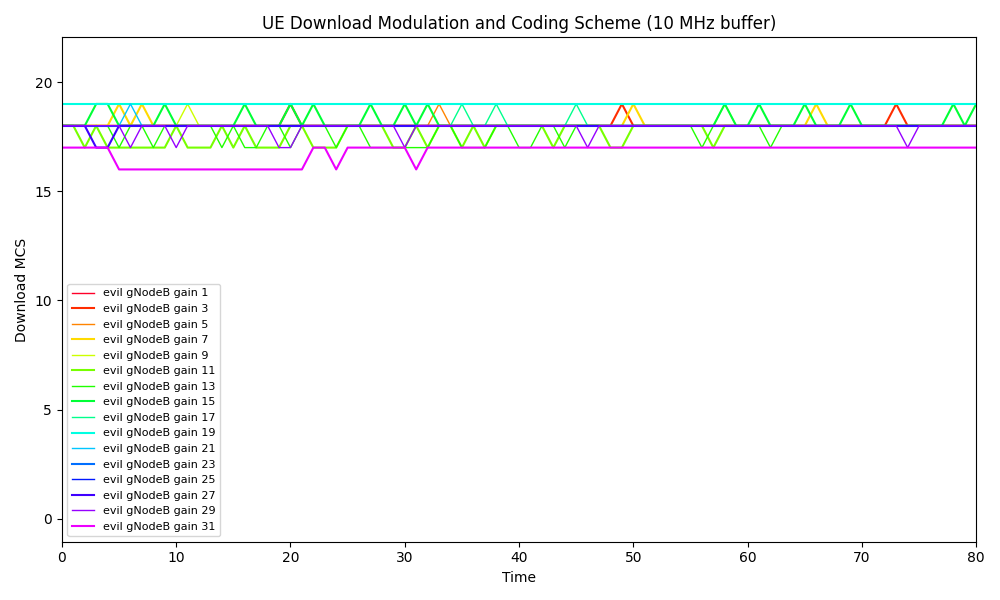 UE Download Modulation and Coding Scheme (10 MHz buffer)
Download MCS
20
15
10
5
0
evil gNodeB gain 1
evil gNodeB gain 3
evil gNodeB gain 5
evil gNodeB gain 7
evil gNodeB gain 9
evil gNodeB gain 11
evil gNodeB gain 13
evil gNodeB gain 15
evil gNodeB gain 17
evil gNodeB gain 19
evil gNodeB gain 21
evil gNodeB gain 23
evil gNodeB gain 25
evil gNodeB gain 27
evil gNodeB gain 29
evil gNodeB gain 31
0 10 20 30 40 50 60 70 80
Time